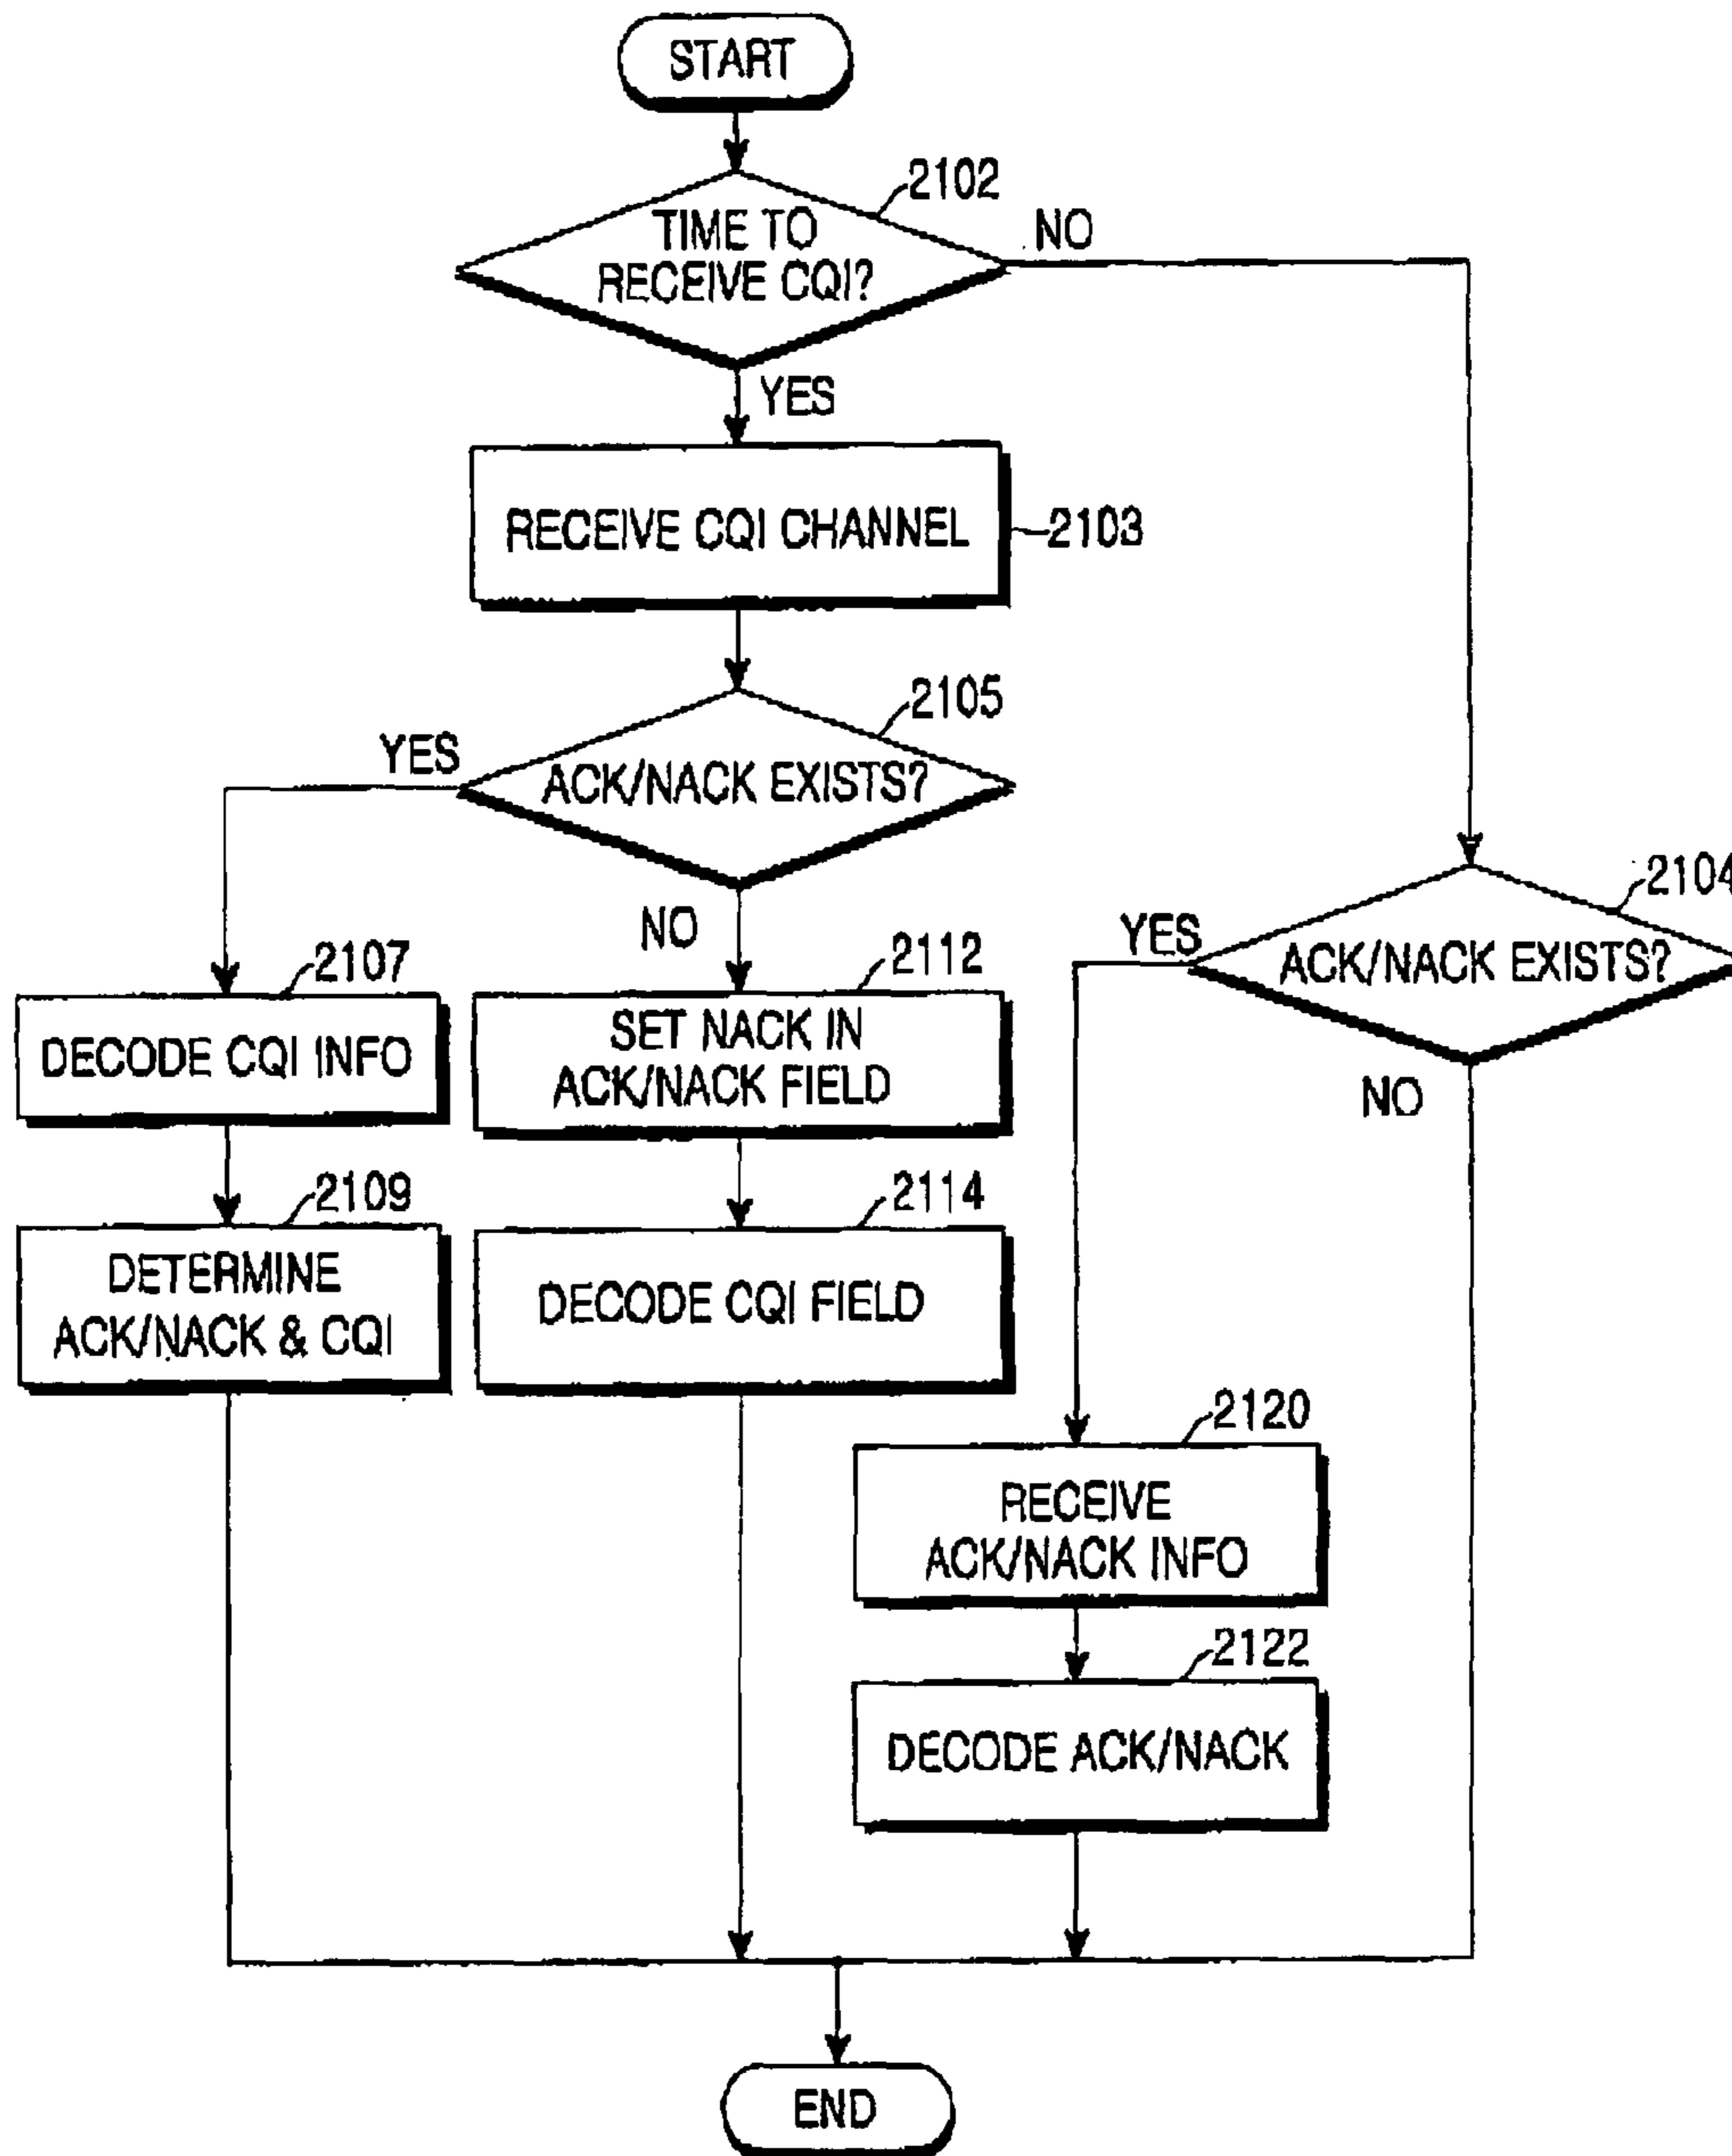 START
2102
TIME TO
RECEIVE CQI?
NO
YES
RECEIVE CQI CHANNEL
2103
2105
YES
ACK/NACK EXISTS?
NO
2104
YES
ACK/NACK EXISTS?
NO
2107
DECODE CQI INFO
2112
SET NACK IN
ACK/NACK FIELD
2109
DETERMINE
ACK/NACK & CQI
2114
DECODE CQI FIELD
2120
RECEIVE
ACK/NACK INFO
2122
DECODE ACK/NACK
END